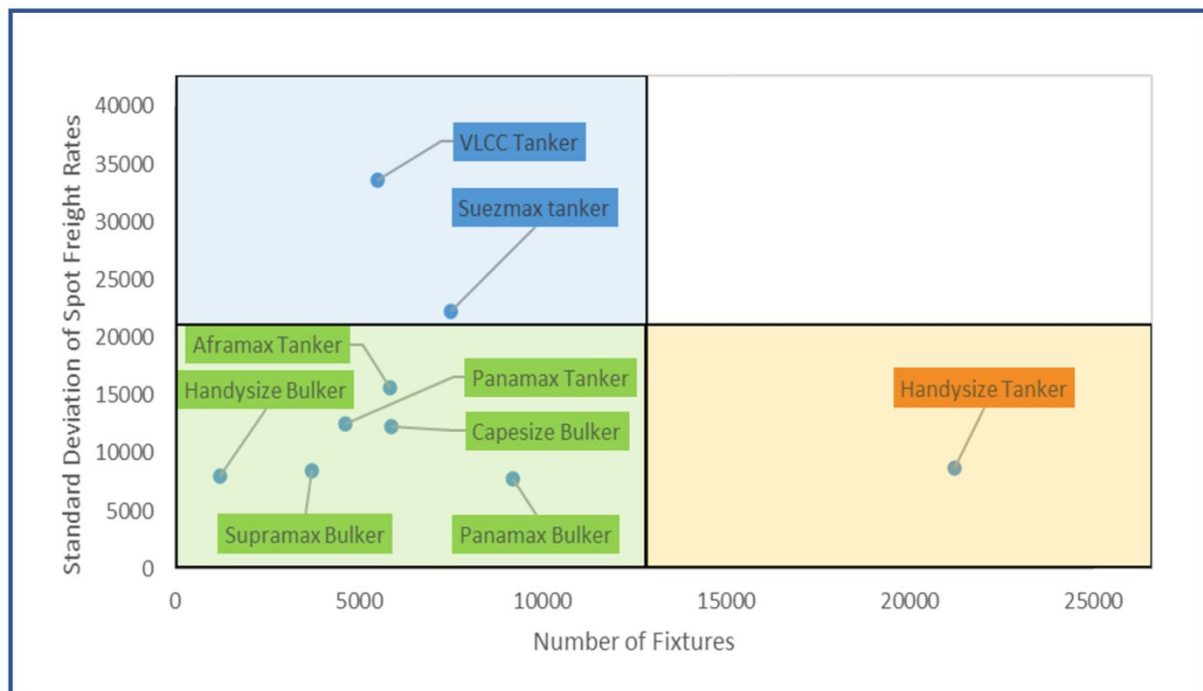 Standard Deviation of Spot Freight Rates
40000
35000
30000
25000
20000
15000
10000
5000
0
VLCC Tanker
Suezmax tanker
Aframax Tanker
Handysize Bulker
Panamax Tanker
Capesize Bulker
Supramax Bulker
Panamax Bulker
Handysize Tanker
0 5000 10000 15000 20000 25000
Number of Fixtures